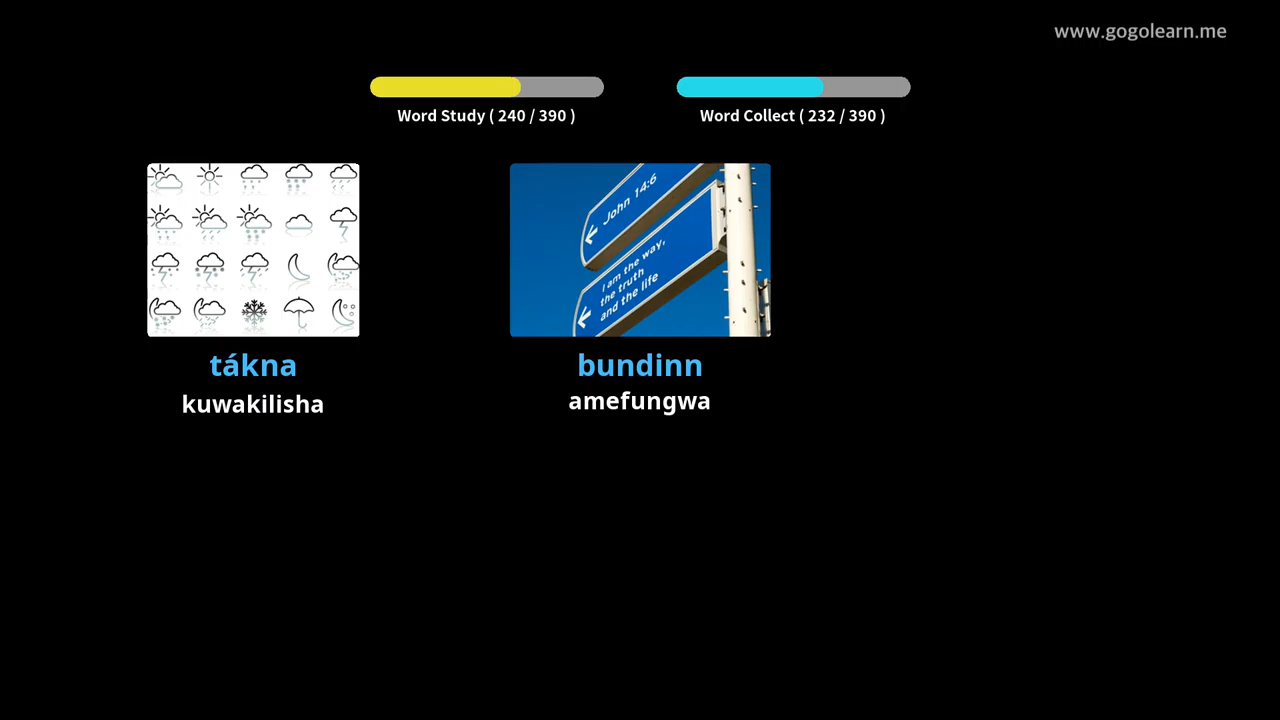 www.gogolearn.me
Word Study ( 240 / 390 )
Word Collect ( 232 / 390 )
John 14:6
I am the way,
the truth
and the life
tákna
kuwakilisha
bundinn
amefungwa